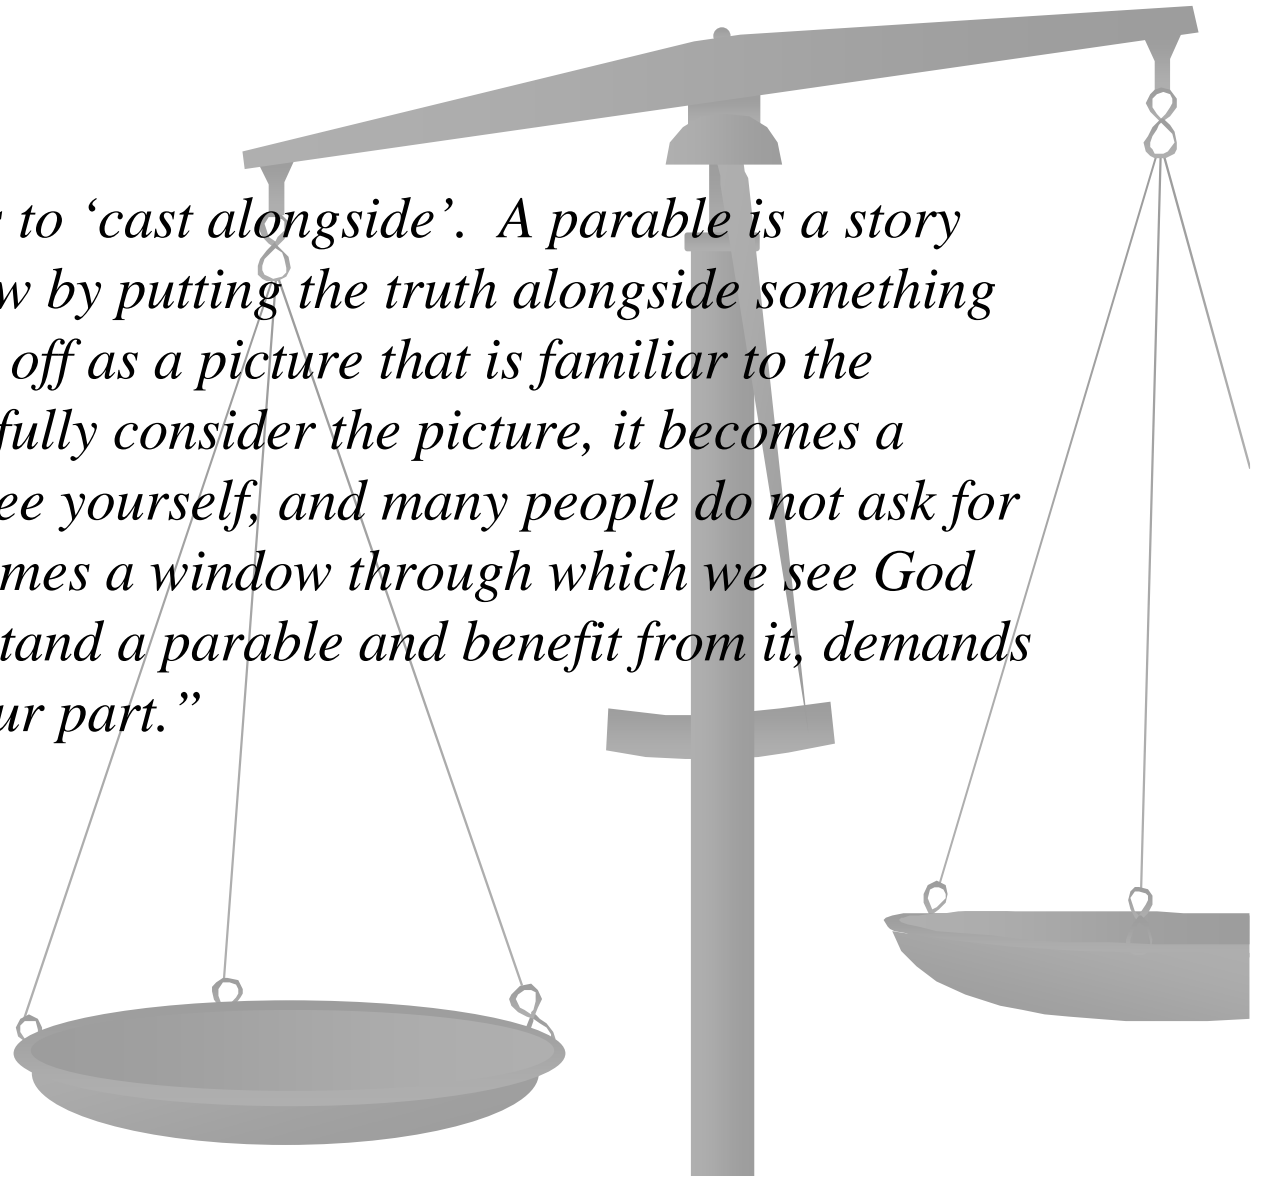 to ‘cast alongside’.  A parable is a story
w by putting the truth alongside something
off as a picture that is familiar to the
fully consider the picture, it becomes a
ee yourself, and many people do not ask for
mes a window through which we see God
tand a parable and benefit from it, demands
ur part.”